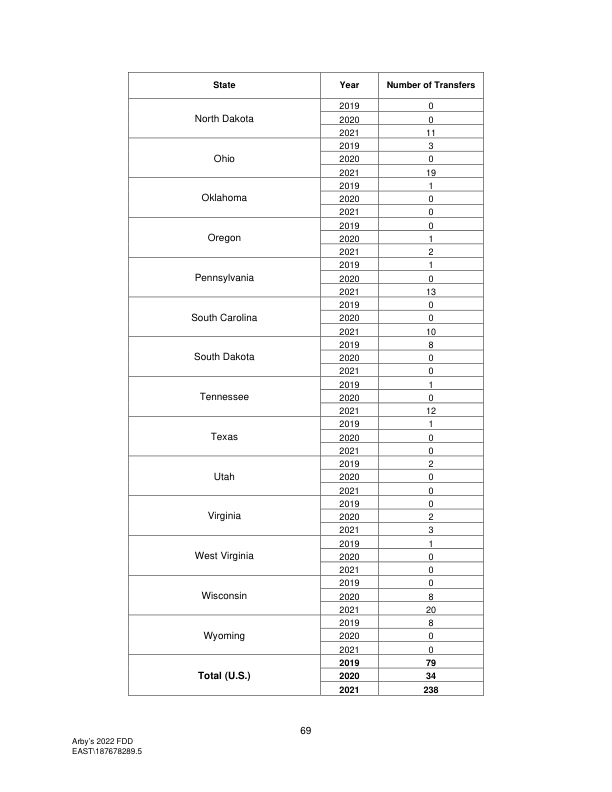 State Year Number of Transfers
North Dakota 2019 0
2020 0
2021 11
Ohio 2019 3
2020 0
2021 19
Oklahoma 2019 1
2020 0
2021 0
Oregon 2019 0
2020 1
2021 2
Pennsylvania 2019 1
2020 0
2021 13
South Carolina 2019 0
2020 0
2021 10
South Dakota 2019 8
2020 0
2021 0
Tennessee 2019 1
2020 0
2021 12
Texas 2019 1
2020 0
2021 0
Utah 2019 2
2020 0
2021 0
Virginia 2019 0
2020 2
2021 3
West Virginia 2019 1
2020 0
2021 0
Wisconsin 2019 0
2020 8
2021 20
Wyoming 2019 8
2020 0
2021 0
Total (U.S.) 2019 79
2020 34
2021 238
69
Arby's 2022 FDD
EAST\187678289.5